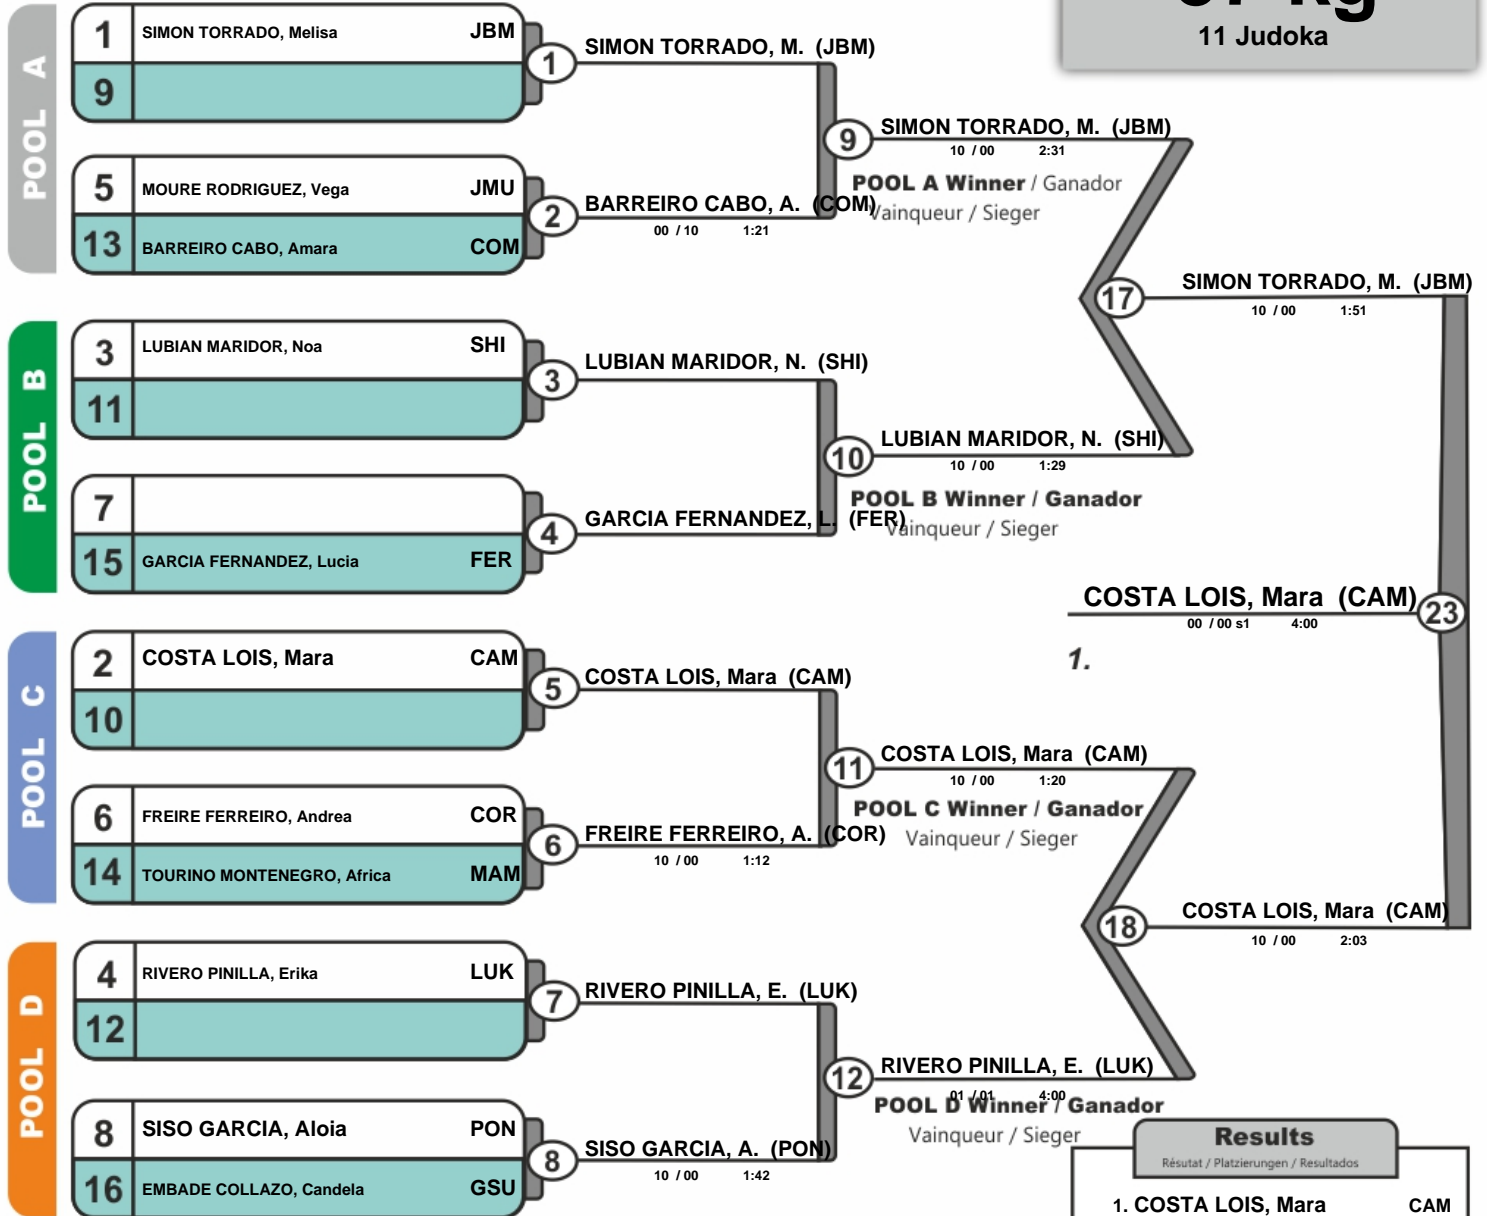 11 Judoka
POOL A
1 SIMON TORRADO, Melisa JBM
9
1 SIMON TORRADO, M. (JBM)
5 MOURE RODRIGUEZ, Vega JMU
13 BARREIRO CABO, Amara COM
2 BARREIRO CABO, A. (COM)
00 / 10 1:21
9 SIMON TORRADO, M. (JBM)
10 / 00 2:31
POOL A Winner / Ganador
Vainqueur / Sieger
17 SIMON TORRADO, M. (JBM)
10 / 00 1:51
POOL B
3 LUBIAN MARIDOR, Noa SHI
11
3 LUBIAN MARIDOR, N. (SHI)
7
15 GARCIA FERNANDEZ, Lucia FER
4 GARCIA FERNANDEZ, L. (FER)
10 LUBIAN MARIDOR, N. (SHI)
10 / 00 1:29
POOL B Winner / Ganador
Vainqueur / Sieger
COSTA LOIS, Mara (CAM) 23
00 / 00 s1 4:00
1.
POOL C
2 COSTA LOIS, Mara CAM
10
5 COSTA LOIS, Mara (CAM)
6 FREIRE FERREIRO, Andrea COR
14 TOURINO MONTENEGRO, Africa MAM
6 FREIRE FERREIRO, A. (COR)
10 / 00 1:12
11 COSTA LOIS, Mara (CAM)
10 / 00 1:20
POOL C Winner / Ganador
Vainqueur / Sieger
18 COSTA LOIS, Mara (CAM)
10 / 00 2:03
POOL D
4 RIVERO PINILLA, Erika LUK
12
7 RIVERO PINILLA, E. (LUK)
8 SISO GARCIA, Aloia PON
16 EMBADE COLLAZO, Candela GSU
8 SISO GARCIA, A. (PON)
10 / 00 1:42
12 RIVERO PINILLA, E. (LUK)
01 / 01 4:00
POOL D Winner / Ganador
Vainqueur / Sieger
Results
Résutat / Platzierungen / Resultados
1. COSTA LOIS, Mara CAM